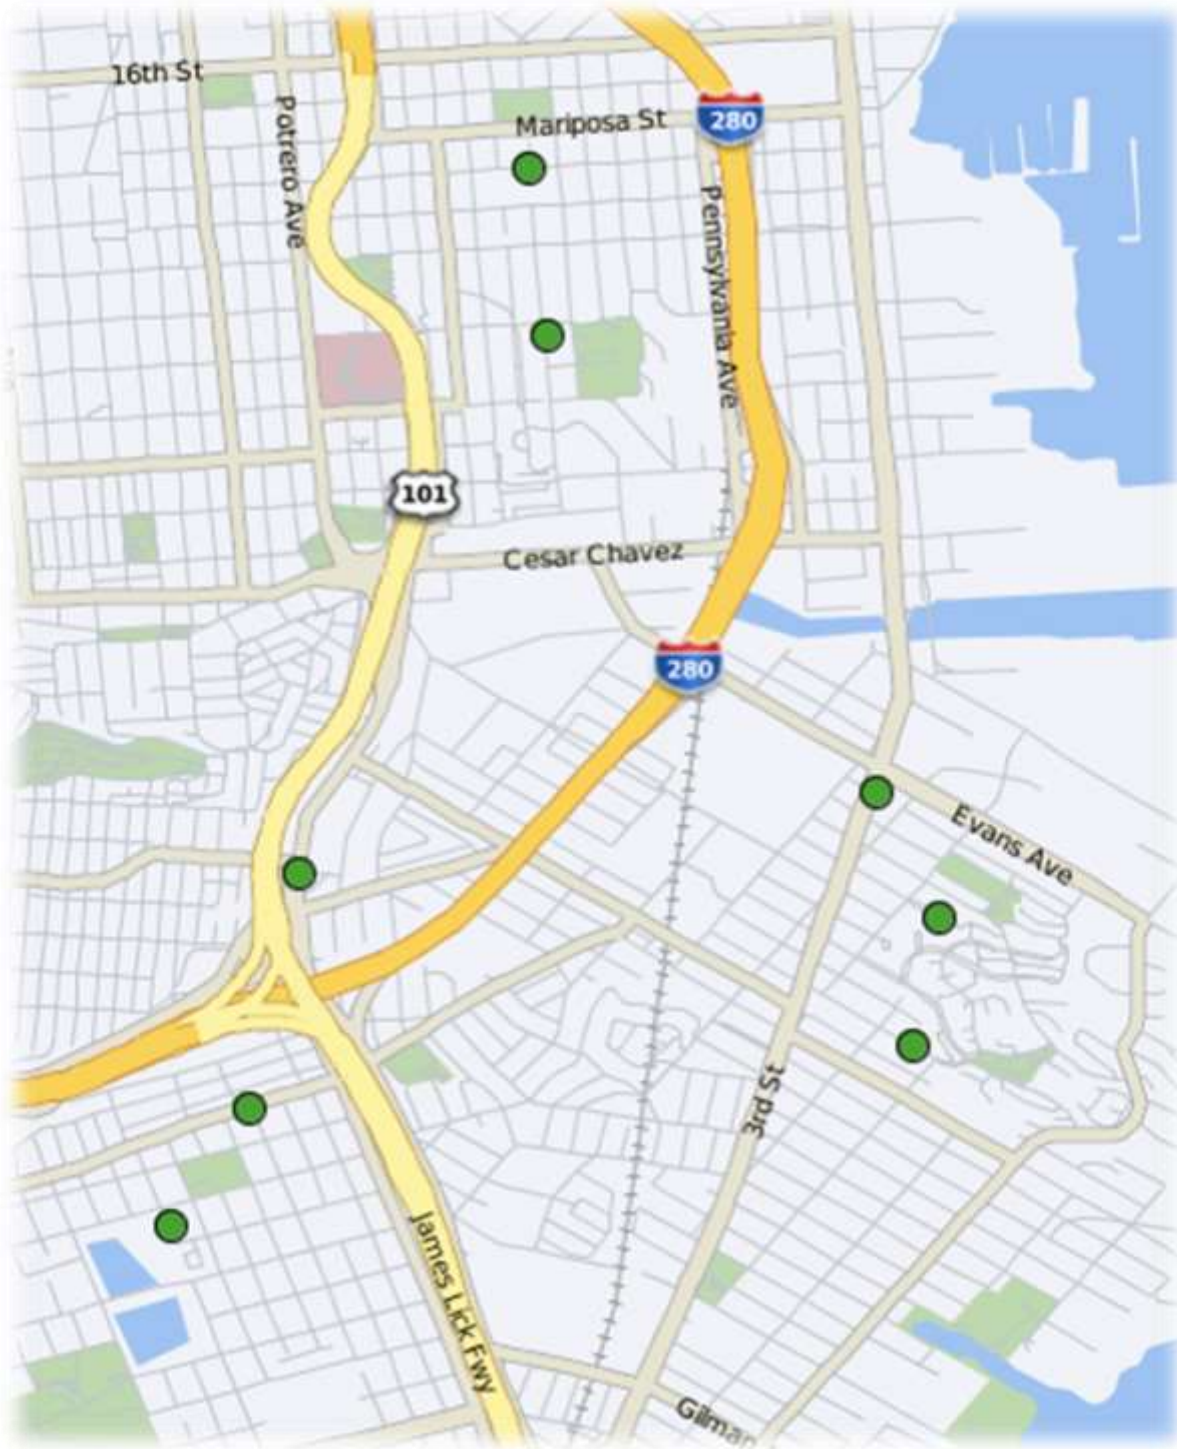 16th St
Potrero Ave
Mariposa St
280
Pennsylvania Ave
101
Cesar Chavez
280
Evans Ave
3rd St
James Lick Fwy
Gilman